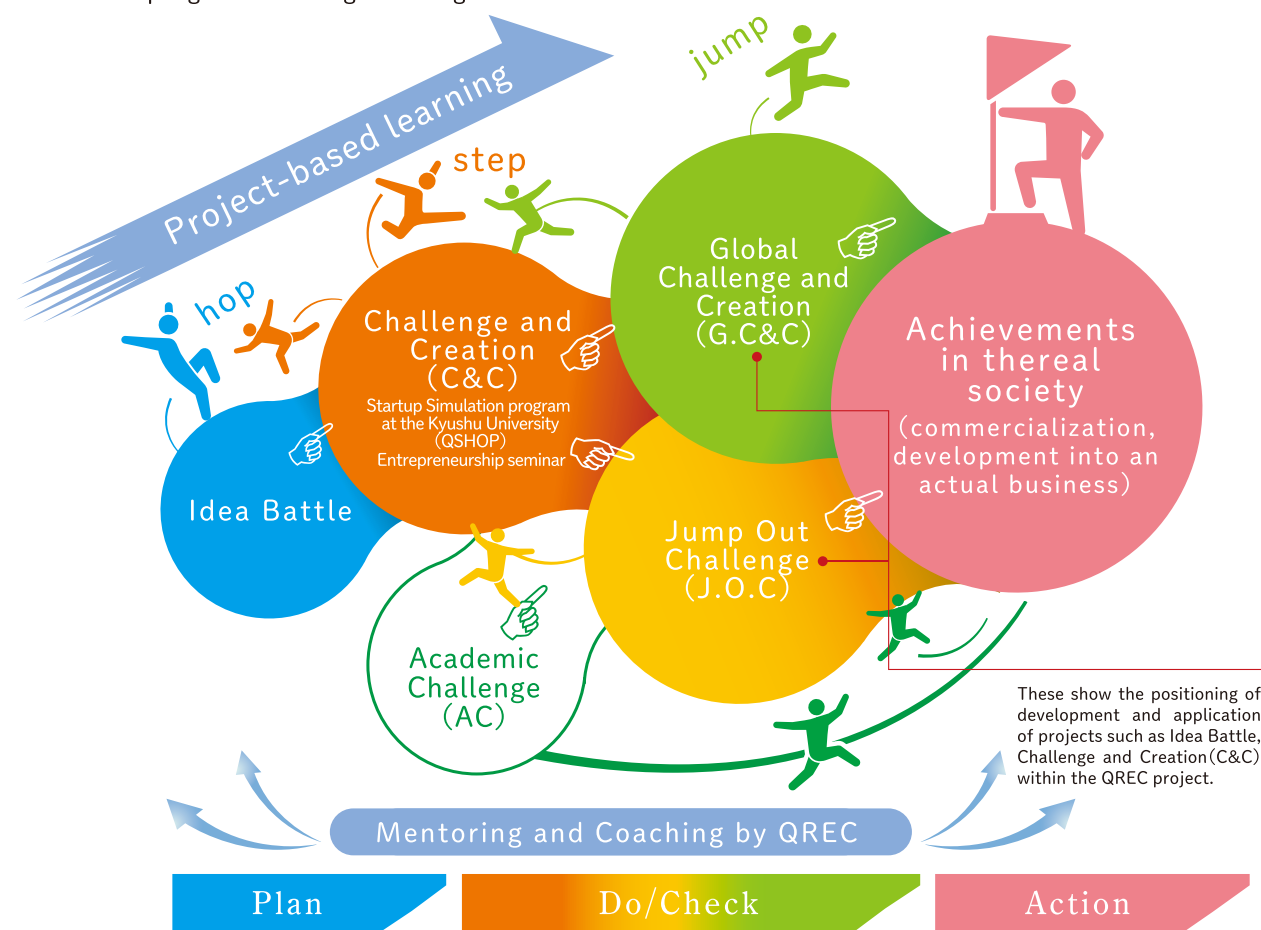 Project-based learning
hop
step
jump
Idea Battle
Challenge and
Creation
(C&C)
Startup Simulation program
at the Kyushu University
(QSHOP)
Entrepreneurship seminar
Global
Challenge and
Creation
(G.C&C)
Jump Out
Challenge
(J.O.C)
Academic
Challenge
(AC)
Achievements
in thereal
society
(commercialization,
development into an
actual business)
These show the positioning of
development and application
of projects such as Idea Battle,
Challenge and Creation(C&C)
within the QREC project.
Mentoring and Coaching by QREC
Plan
Do/Check
Action